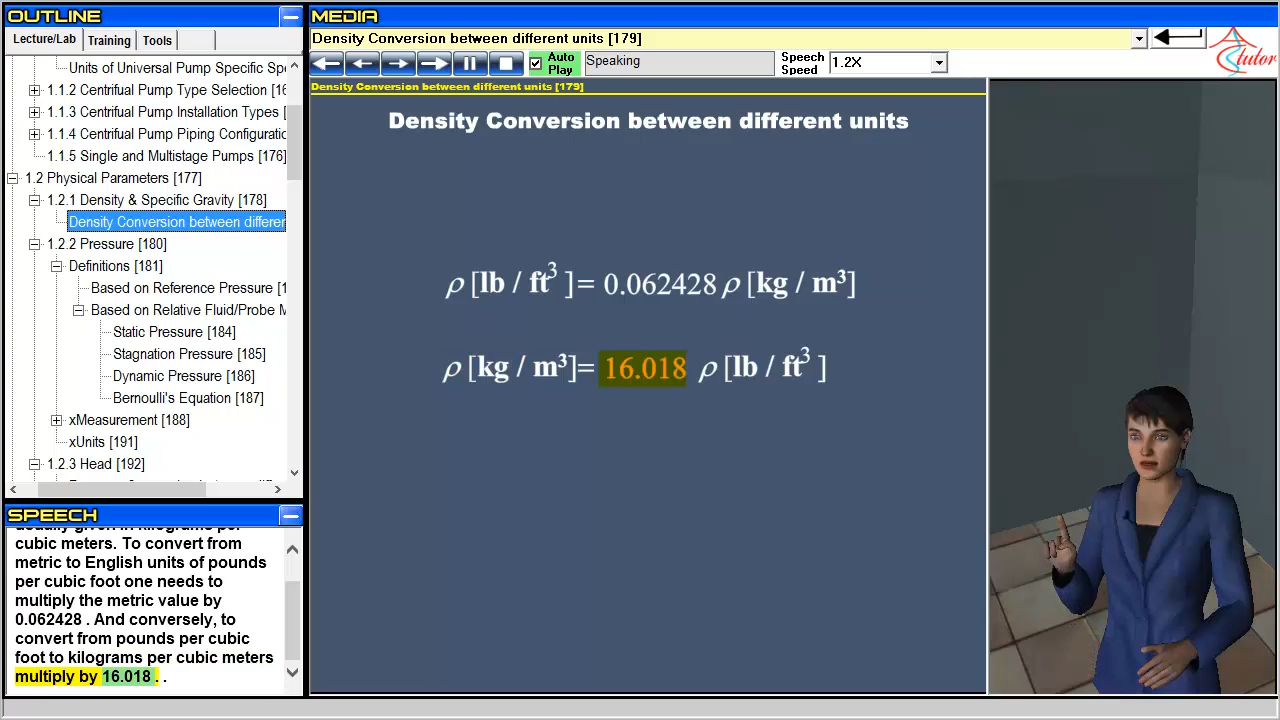 OUTLINE
Lecture/Lab Training Tools
Units of Universal Pump Specific Spe
1.1.2 Centrifugal Pump Type Selection [16
1.1.3 Centrifugal Pump Installation Types [
1.1.4 Centrifugal Pump Piping Configuratio
1.1.5 Single and Multistage Pumps [176]
1.2 Physical Parameters [177]
1.2.1 Density & Specific Gravity [178]
Density Conversion between differen
1.2.2 Pressure [180]
Definitions [181]
Based on Reference Pressure [1
Based on Relative Fluid/Probe M
Static Pressure [184]
Stagnation Pressure [185]
Dynamic Pressure [186]
Bernoulli's Equation [187]
xMeasurement [188]
xUnits [191]
1.2.3 Head [192]
SPEECH
usually given in kilograms per
cubic meters. To convert from
metric to English units of pounds
per cubic foot one needs to
multiply the metric value by
0.062428 . And conversely, to
convert from pounds per cubic
foot to kilograms per cubic meters
multiply by 16.018 . .
MEDIA
Density Conversion between different units [179]
Auto Play
Speaking
Speech Speed
1.2X
tutor
Density Conversion between different units [179]
Density Conversion between different units
ρ [lb / ft³ ]= 0.062428 ρ [kg / m³]
ρ [kg / m³]= 16.018 ρ [lb / ft³ ]